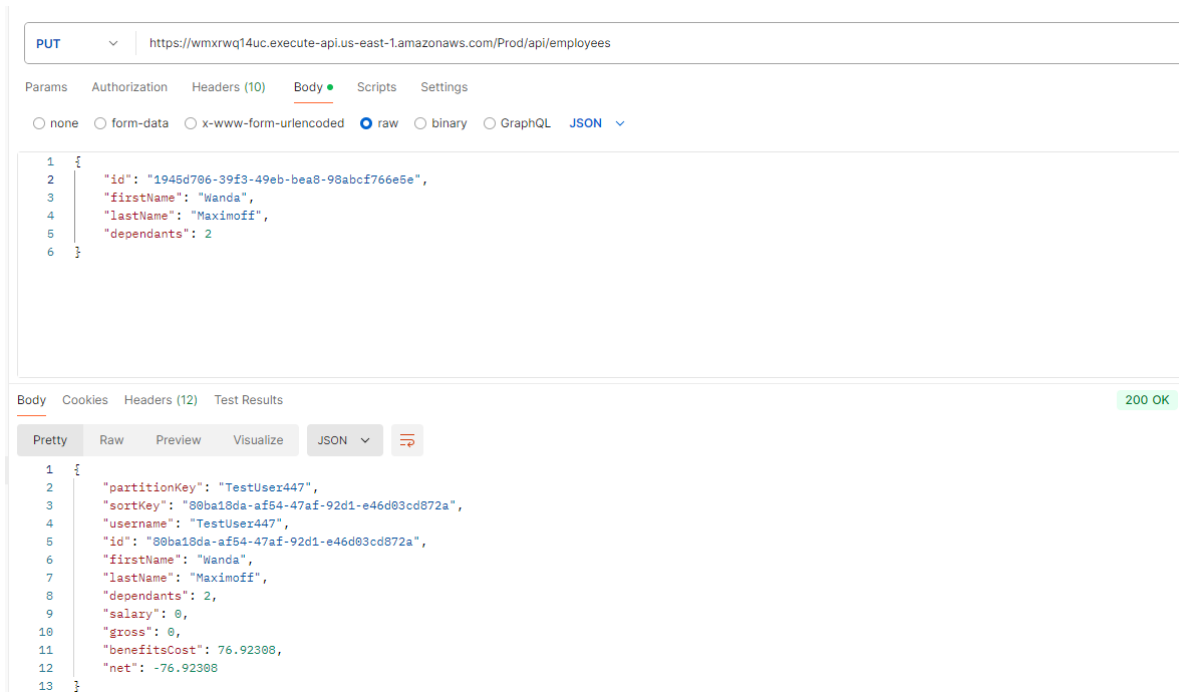 PUT https://wmxrwq14uc.execute-api.us-east-1.amazonaws.com/Prod/api/employees
Params Authorization Headers (10) Body Scripts Settings
none form-data x-www-form-urlencoded raw binary GraphQL JSON
1 {
2 "id": "1945d706-39f3-49eb-bea8-98abcf766e5e",
3 "firstName": "Wanda",
4 "lastName": "Maximoff",
5 "dependants": 2
6 }
Body Cookies Headers (12) Test Results 200 OK
Pretty Raw Preview Visualize JSON
1 {
2 "partitionKey": "TestUser447",
3 "sortKey": "80ba18da-af54-47af-92d1-e46d03cd872a",
4 "username": "TestUser447",
5 "id": "80ba18da-af54-47af-92d1-e46d03cd872a",
6 "firstName": "Wanda",
7 "lastName": "Maximoff",
8 "dependants": 2,
9 "salary": 0,
10 "gross": 0,
11 "benefitsCost": 76.92308,
12 "net": -76.92308
13 }